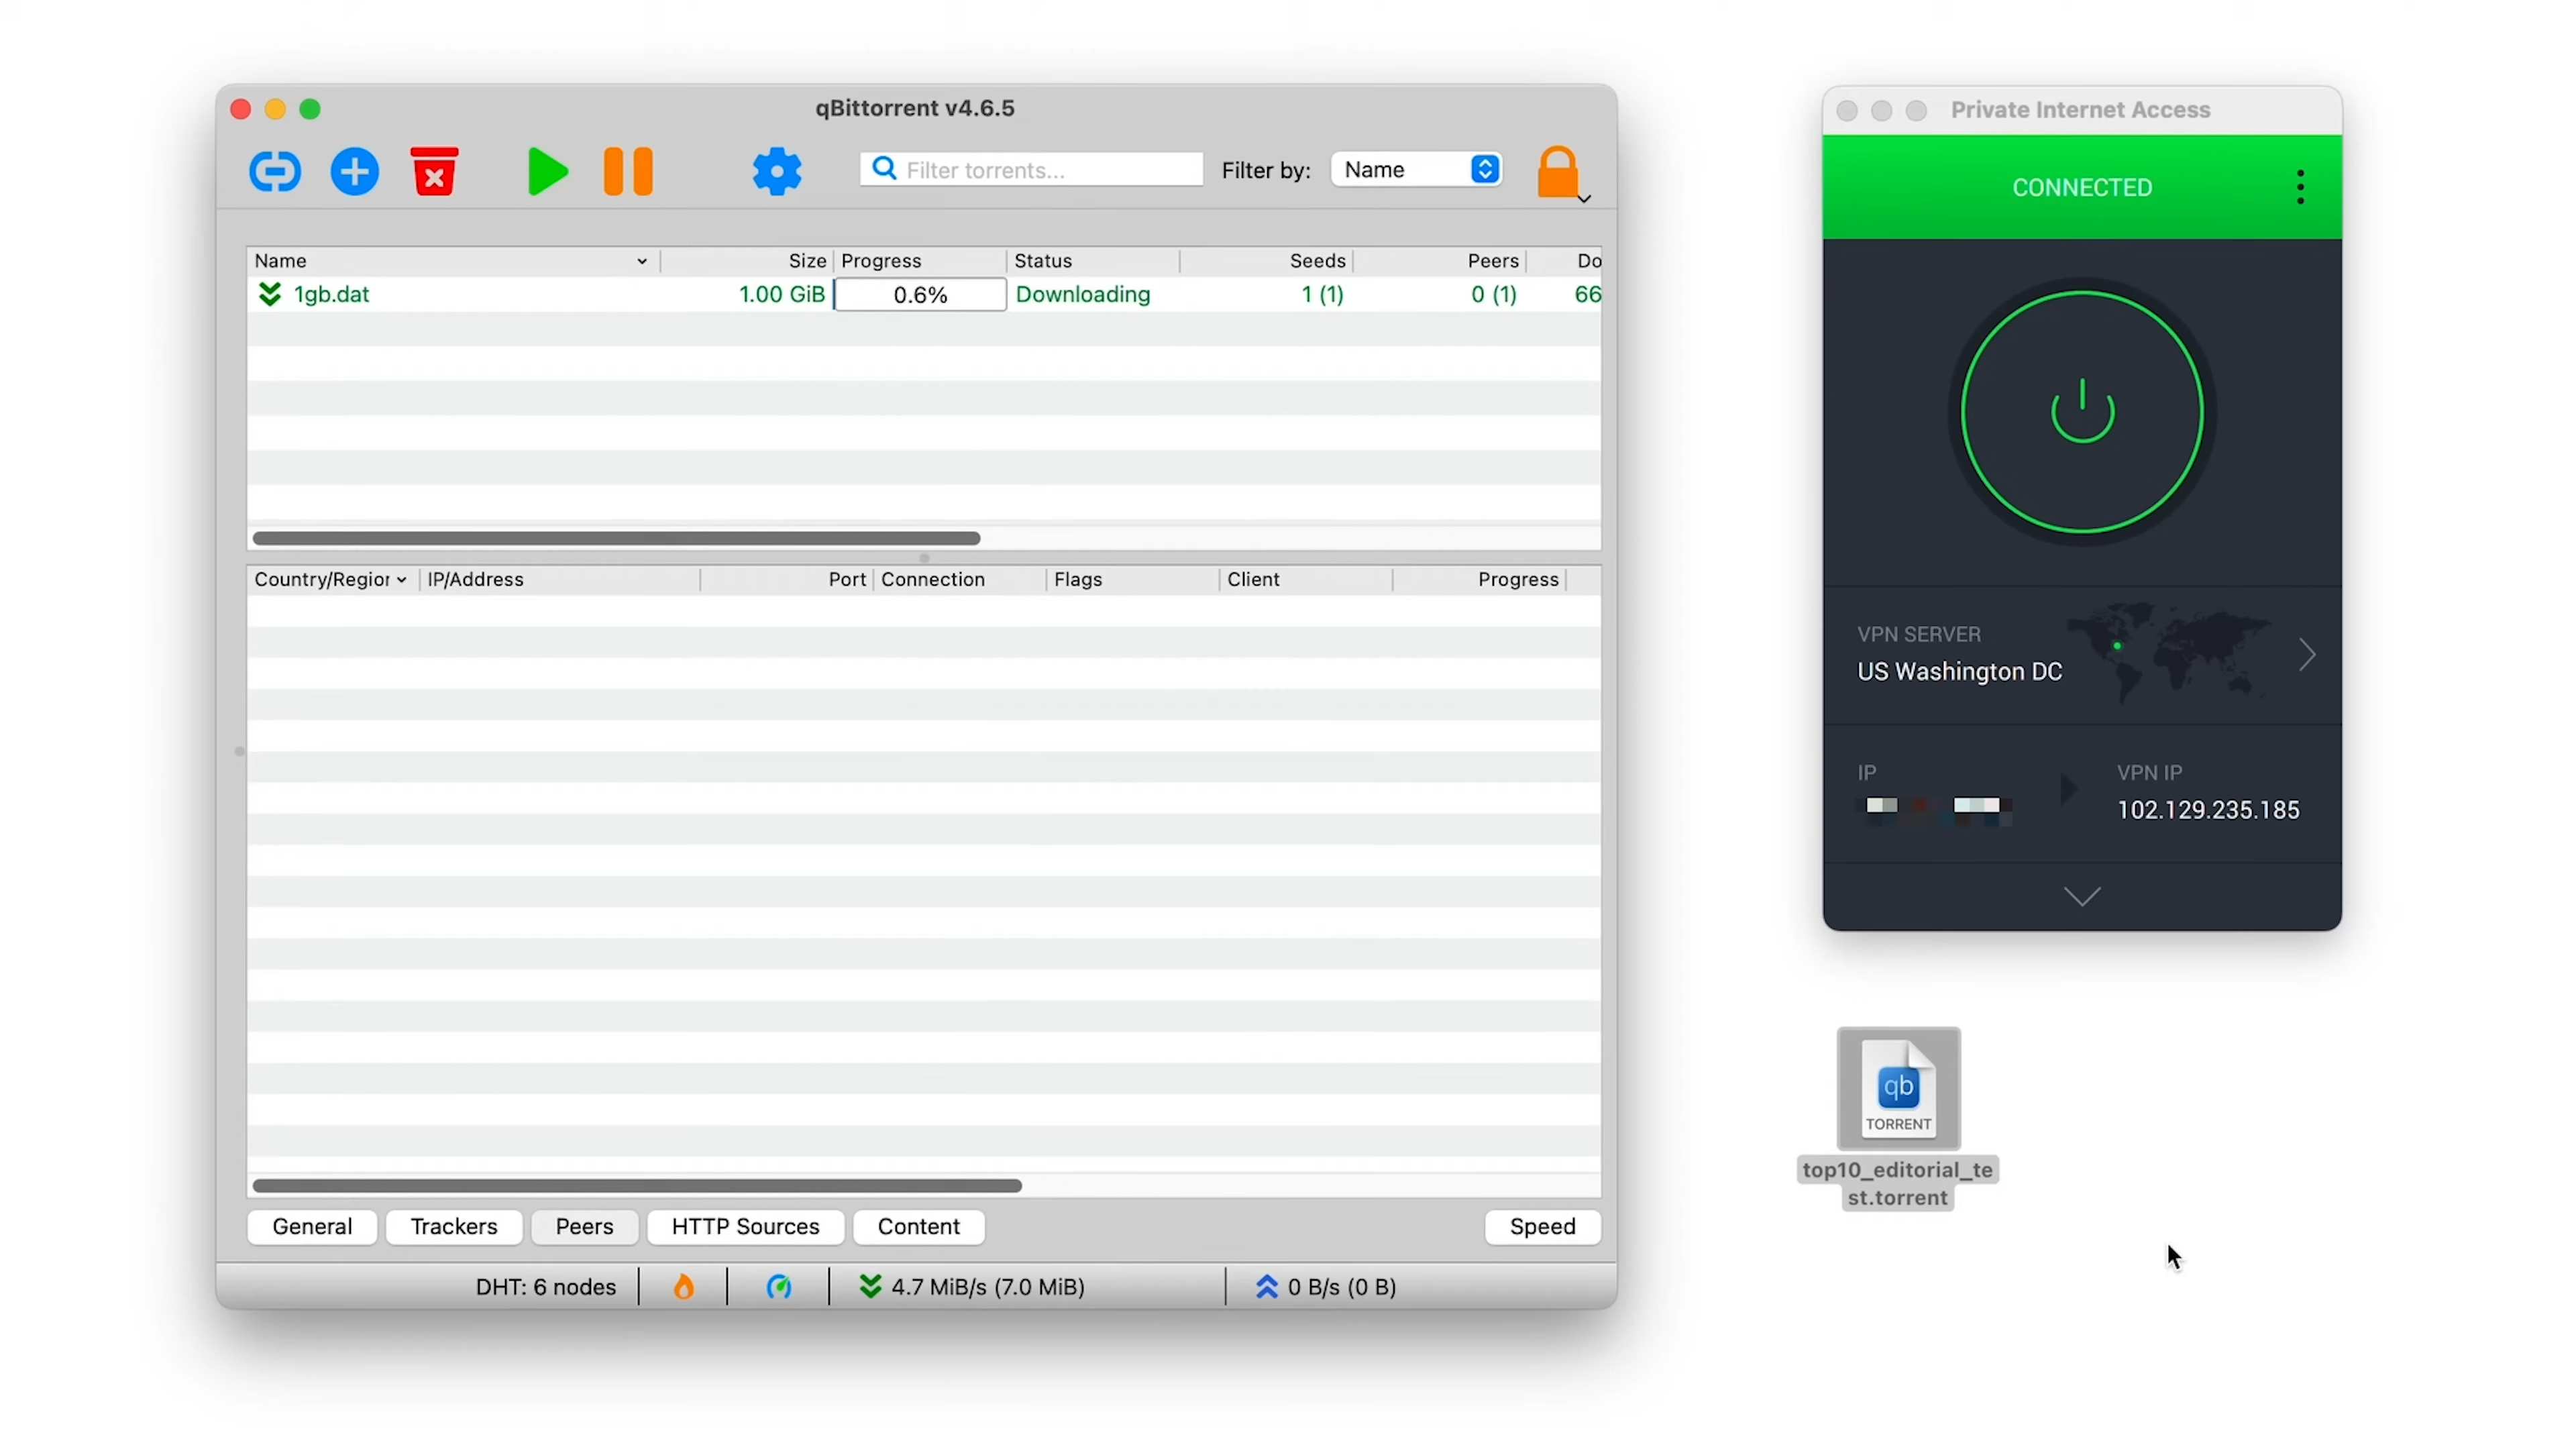 qBittorrent v4.6.5
Filter torrents...
Filter by:
Name
Name Size Progress Status Seeds Peers Do
1gb.dat 1.00 GiB 0.6% Downloading 1 (1) 0 (1) 66
Country/Region IP/Address Port Connection Flags Client Progress
General Trackers Peers HTTP Sources Content Speed
DHT: 6 nodes 4.7 MiB/s (7.0 MiB) 0 B/s (0 B)
Private Internet Access
CONNECTED
VPN SERVER
US Washington DC
IP VPN IP
102.129.235.185
qb
TORRENT
top10_editorial_te
st.torrent